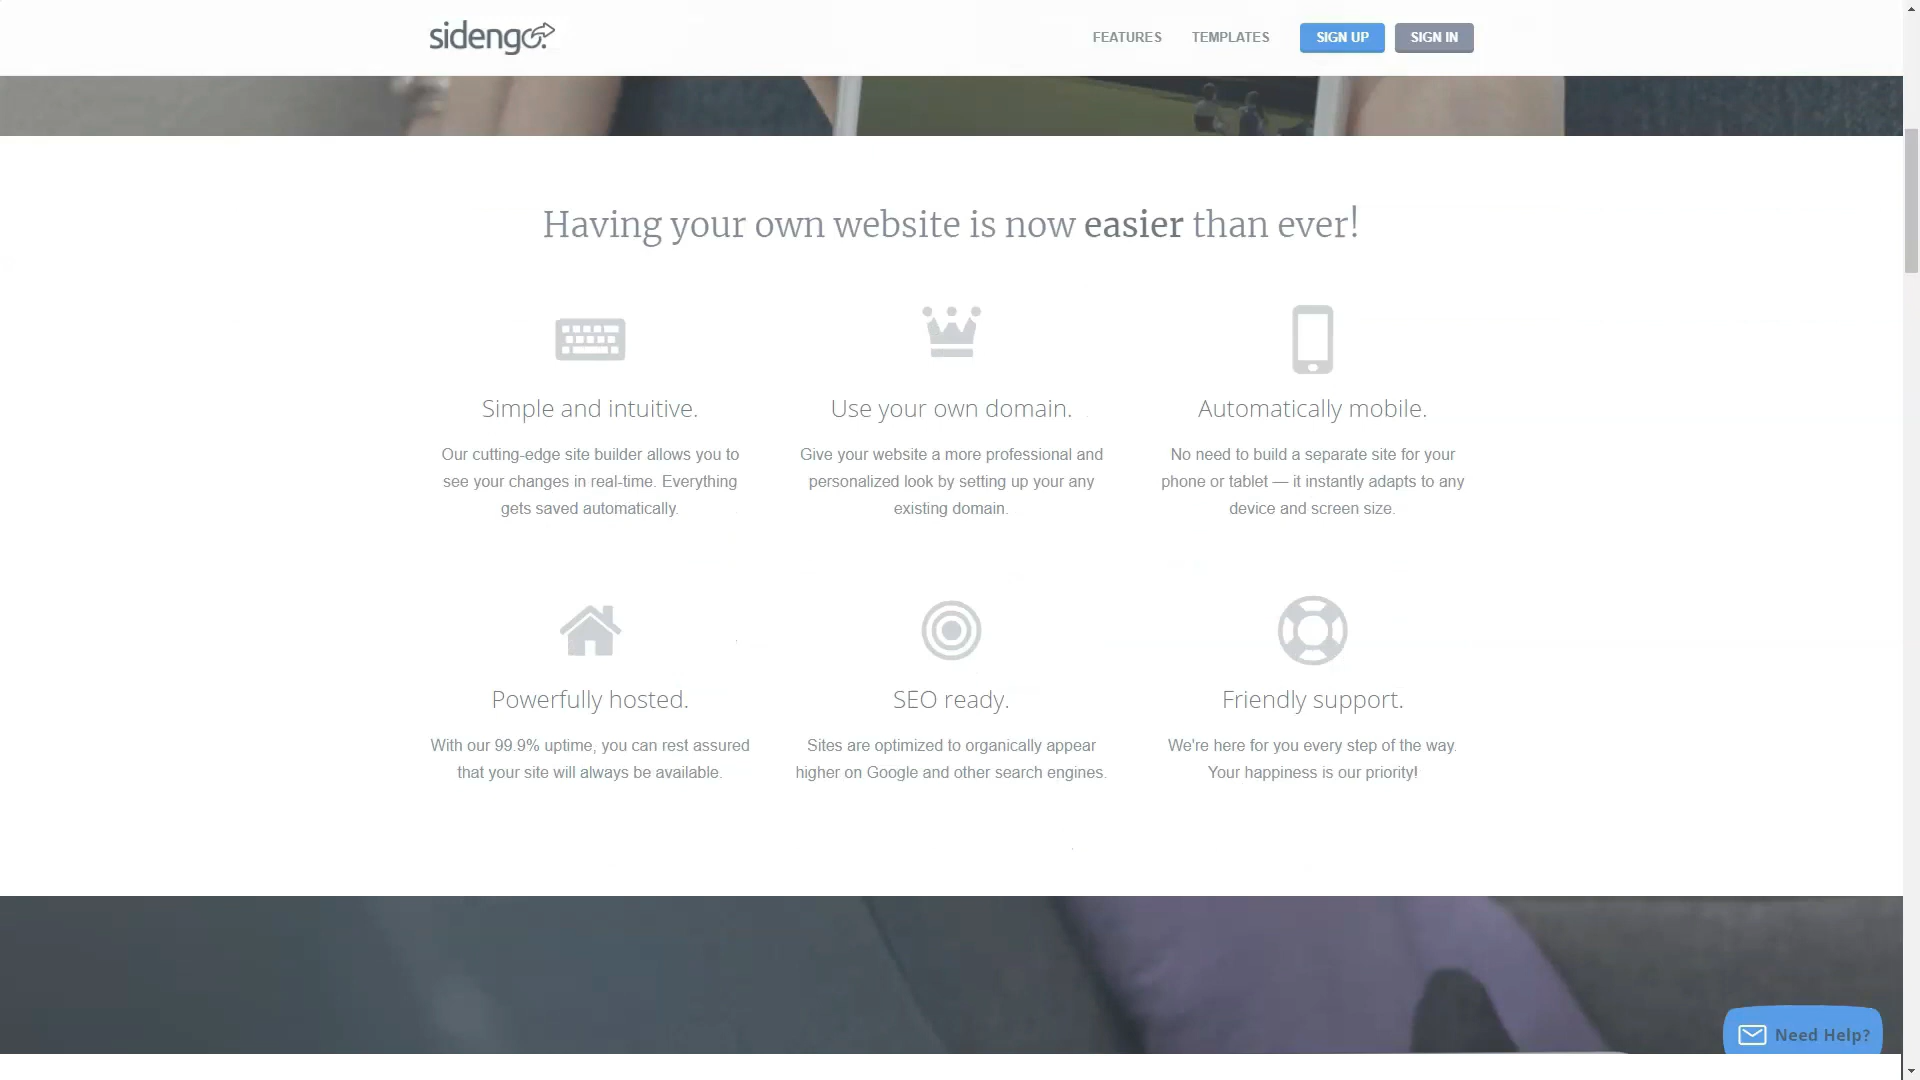 sidengo
FEATURES
TEMPLATES
SIGN UP
SIGN IN
Having your own website is now easier than ever!
Simple and intuitive.
Our cutting-edge site builder allows you to
see your changes in real-time. Everything
gets saved automatically.
Use your own domain.
Give your website a more professional and
personalized look by setting up your any
existing domain.
Automatically mobile.
No need to build a separate site for your
phone or tablet — it instantly adapts to any
device and screen size.
Powerfully hosted.
With our 99.9% uptime, you can rest assured
that your site will always be available.
SEO ready.
Sites are optimized to organically appear
higher on Google and other search engines.
Friendly support.
We're here for you every step of the way.
Your happiness is our priority!
Need Help?